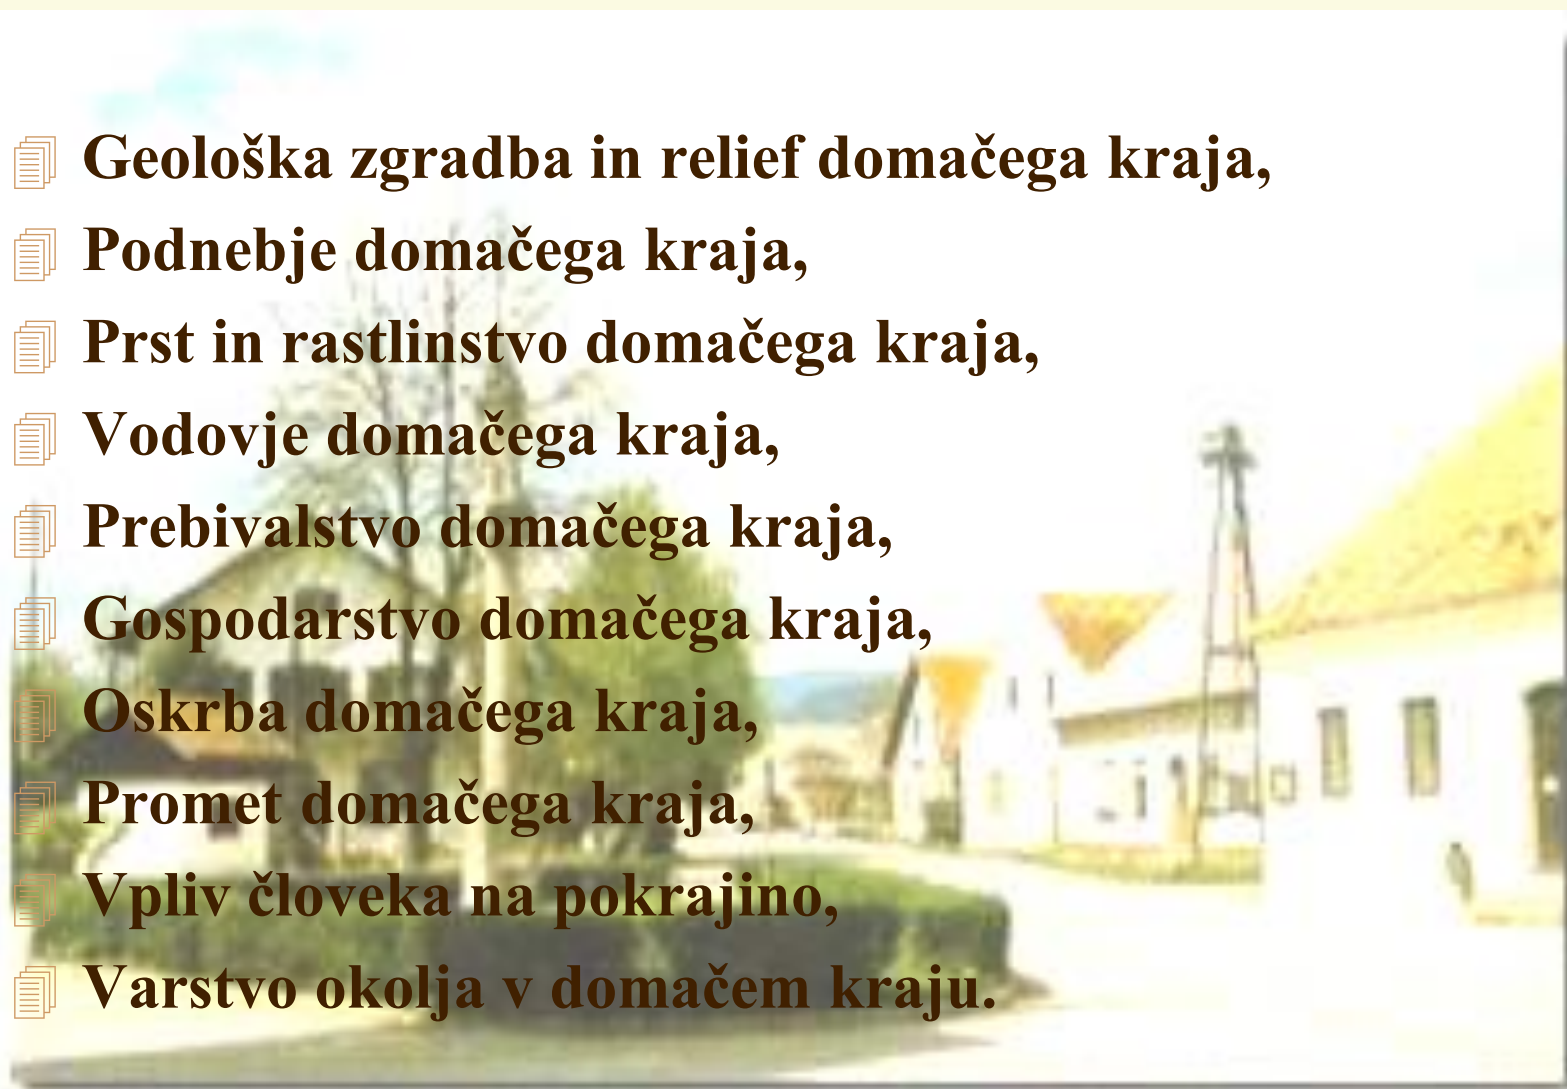 Geološka zgradba in relief domačega kraja,
Podnebje domačega kraja,
Prst in rastlinstvo domačega kraja,
Vodovje domačega kraja,
Prebivalstvo domačega kraja,
Gospodarstvo domačega kraja,
Oskrba domačega kraja,
Promet domačega kraja,
Vpliv človeka na pokrajino,
Varstvo okolja v domačem kraju.